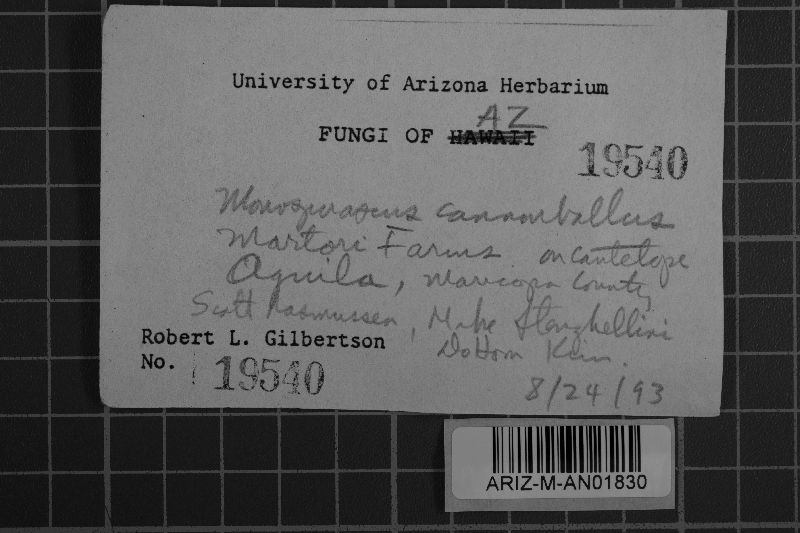 University of Arizona Herbarium
AZ
FUNGI OF HAWAII
19540
Monosporascus cannonballus
Martori Farms on cantelope
Aguila, Maricopa County
Scott Rasmussen, Mike Stanghellini
Robert L. Gilbertson
No. 19540
8/24/93
ARIZ-M-AN01830